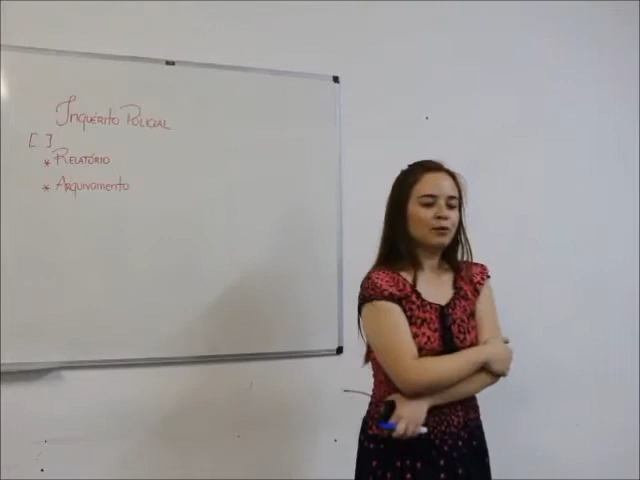 Inquérito Policial
[ ]
* Relatório
* Arquivamento